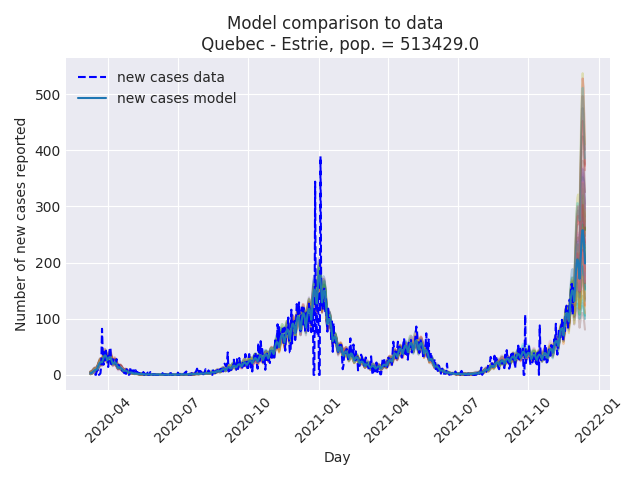 Model comparison to data
Quebec - Estrie, pop. = 513429.0
new cases data
new cases model
Number of new cases reported
500
400
300
200
100
0
2020-04
2020-07
2020-10
2021-01
2021-04
2021-07
2021-10
2022-01
Day